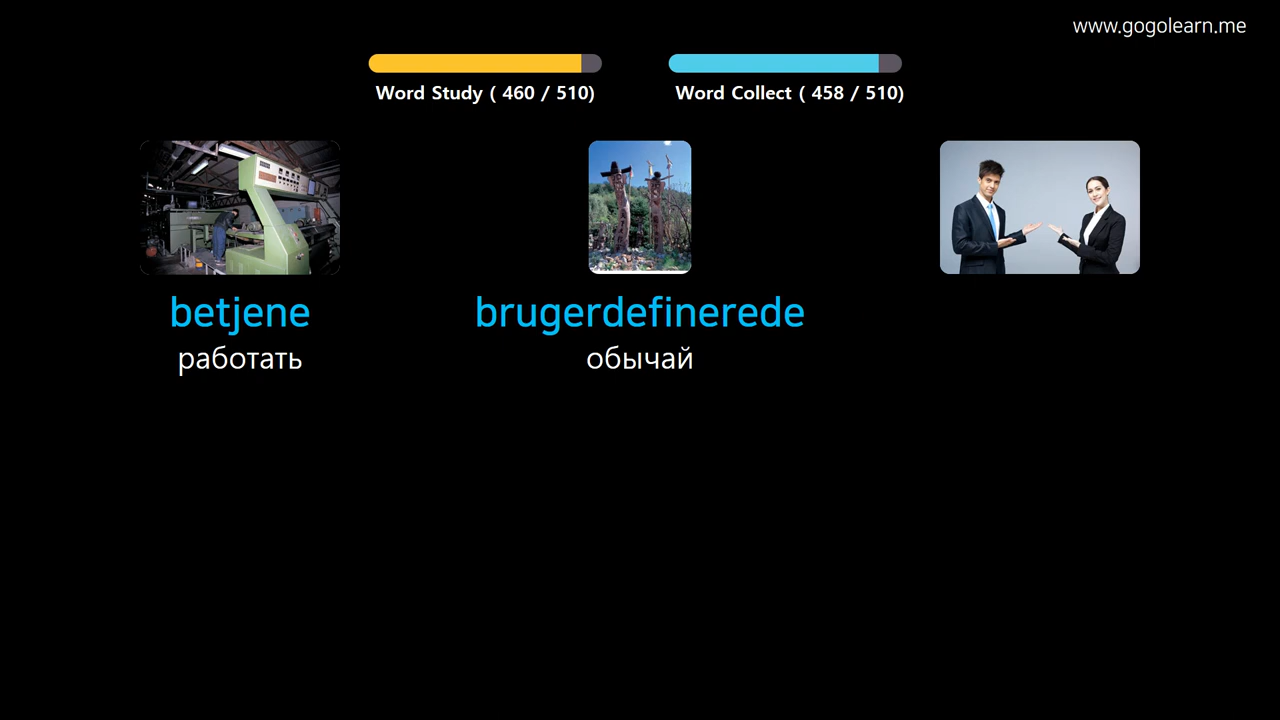 www.gogolearn.me
Word Study ( 460 / 510)
Word Collect ( 458 / 510)
betjene
brugerdefinerede
работать
обычай